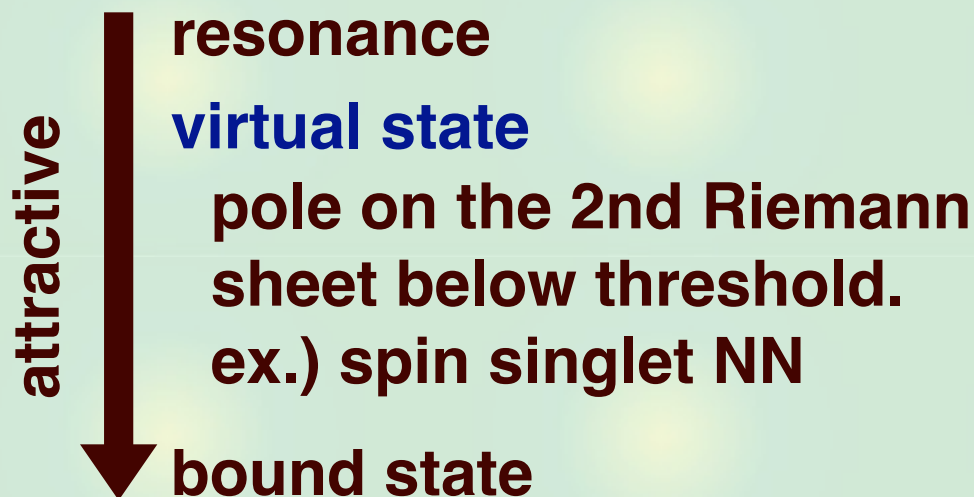 resonance
virtual state
pole on the 2nd Riemann
sheet below threshold.
ex.) spin singlet NN
bound state
attractive